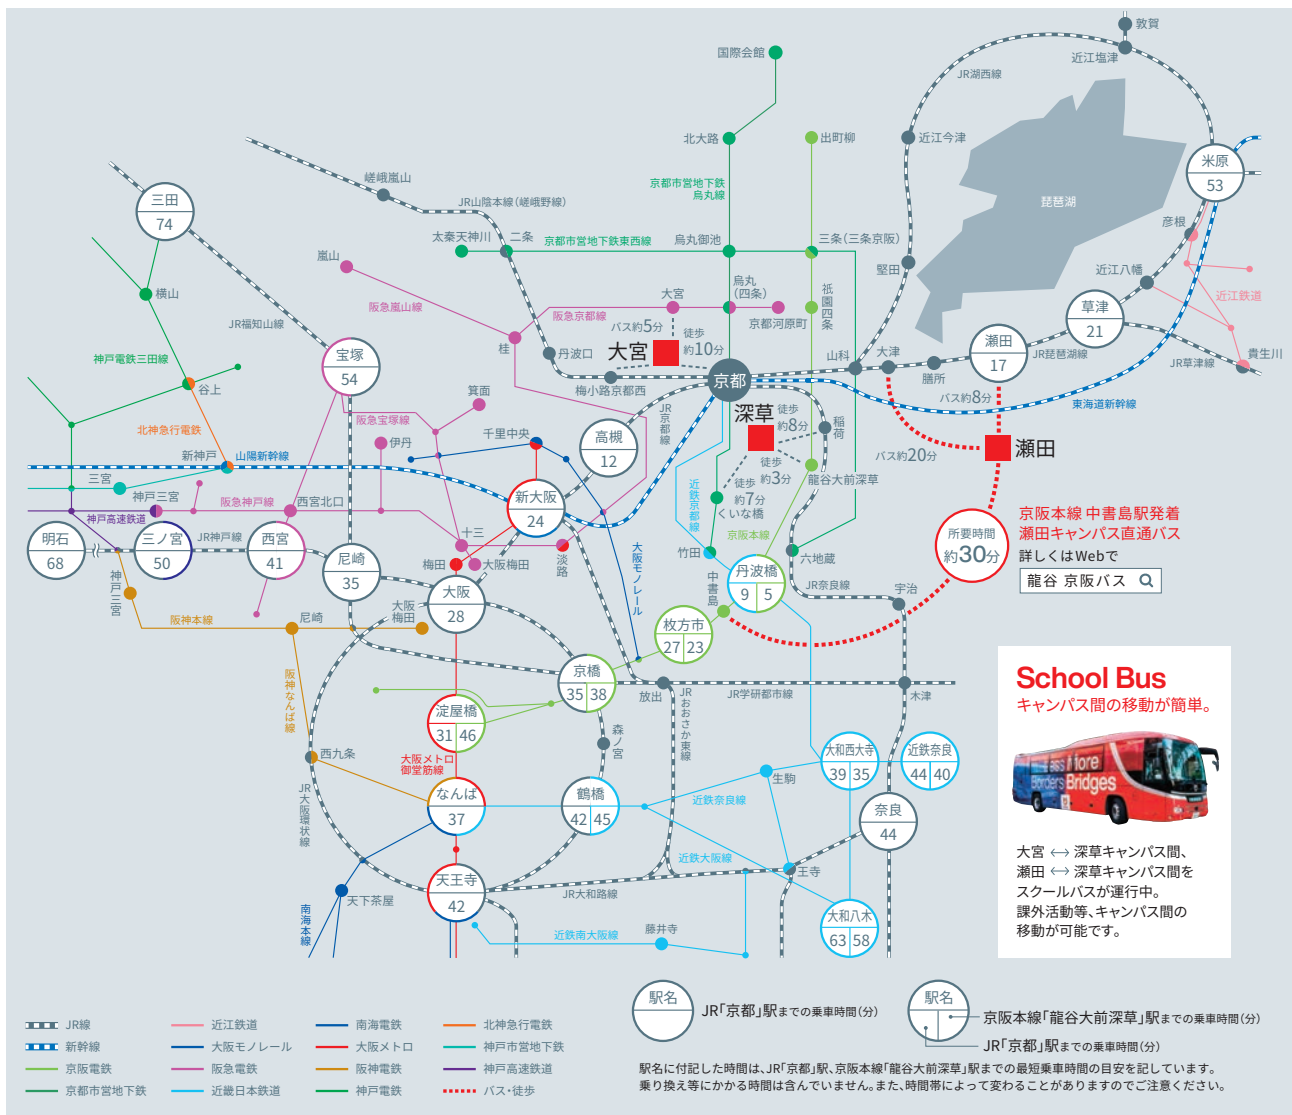 敦賀
近江塩津
JR湖西線
国際会館
北大路
出町柳
近江今津
米原
53
嵯峨嵐山
京都市営地下鉄
烏丸線
三田
74
JR山陰本線(嵯峨野線)
琵琶湖
彦根
太秦天神川
二条
京都市営地下鉄東西線
烏丸御池
三条(三条京阪)
嵐山
堅田
近江八幡
横山
阪急嵐山線
大宮
烏丸
(四条)
祇園四条
近江鉄道
草津
21
JR福知山線
阪急京都線
京都河原町
バス約5分
徒歩
約10分
大宮
桂
丹波口
山科
大津
瀬田
17
JR琵琶湖線
神戸電鉄三田線
宝塚
54
膳所
JR草津線
貴生川
谷上
箕面
梅小路京都西
京都
バス約8分
東海道新幹線
阪急宝塚線
JR京都線
深草
徒歩
約8分
稲荷
北神急行電鉄
伊丹
千里中央
高槻
12
バス約20分
瀬田
新神戸
山陽新幹線
徒歩
約3分
龍谷大前深草
三宮
神戸三宮
阪急神戸線
西宮北口
新大阪
24
近鉄京都線
徒歩
約7分
くいな橋
神戸高速鉄道
京阪本線
所要時間
約30分
京阪本線 中書島駅発着
瀬田キャンパス直通バス
詳しくはWebで
龍谷 京阪バス
明石
68
三ノ宮
50
JR神戸線
西宮
41
尼崎
35
十三
梅田
大阪梅田
淡路
大阪モノレール
竹田
六地蔵
丹波橋
9
5
中書島
JR奈良線
宇治
神戸三宮
大阪
28
大阪
梅田
阪神本線
尼崎
枚方市
27
23
阪神なんば線
京橋
35
38
放出
JRおおさか東線
JR学研都市線
木津
淀屋橋
31
46
森ノ宮
西九条
大阪メトロ
御堂筋線
大和西大寺
39
35
近鉄奈良
44
40
生駒
JR大阪環状線
なんば
37
鶴橋
42
45
近鉄奈良線
奈良
44
近鉄大阪線
王寺
天王寺
42
JR大和路線
天下茶屋
南海本線
近鉄南大阪線
藤井寺
大和八木
63
58
School Bus
キャンパス間の移動が簡単。
ess More
Borders Bridges
大宮 ↔ 深草キャンパス間、
瀬田 ↔ 深草キャンパス間を
スクールバスが運行中。
課外活動等、キャンパス間の
移動が可能です。
JR線
近江鉄道
南海電鉄
北神急行電鉄
新幹線
大阪モノレール
大阪メトロ
神戸市営地下鉄
京阪電鉄
阪急電鉄
阪神電鉄
神戸高速鉄道
京都市営地下鉄
近畿日本鉄道
神戸電鉄
バス・徒歩
駅名
JR「京都」駅までの乗車時間(分)
駅名
京阪本線「龍谷大前深草」駅までの乗車時間(分)
JR「京都」駅までの乗車時間(分)
駅名に付記した時間は、JR「京都」駅、京阪本線「龍谷大前深草」駅までの最短乗車時間の目安を記しています。
乗り換え等にかかる時間は含んでいません。また、時間帯によって変わることがありますのでご注意ください。